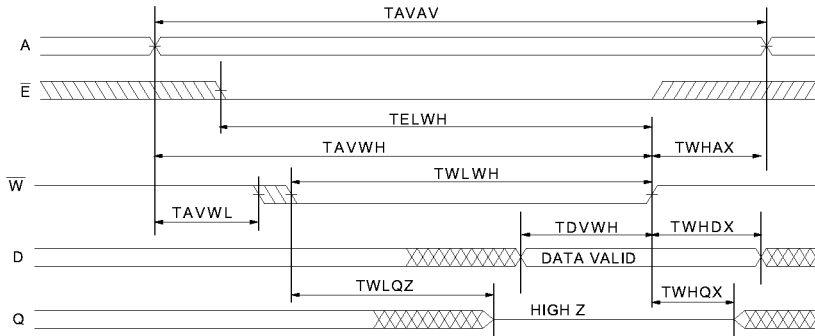 TAVAV
A
E
TELWH
TAVWH TWHAX
TWLWH
W
TAVWL
TDVWH TWHDX
D DATA VALID
TWLQZ TWHQX
HIGH Z
Q